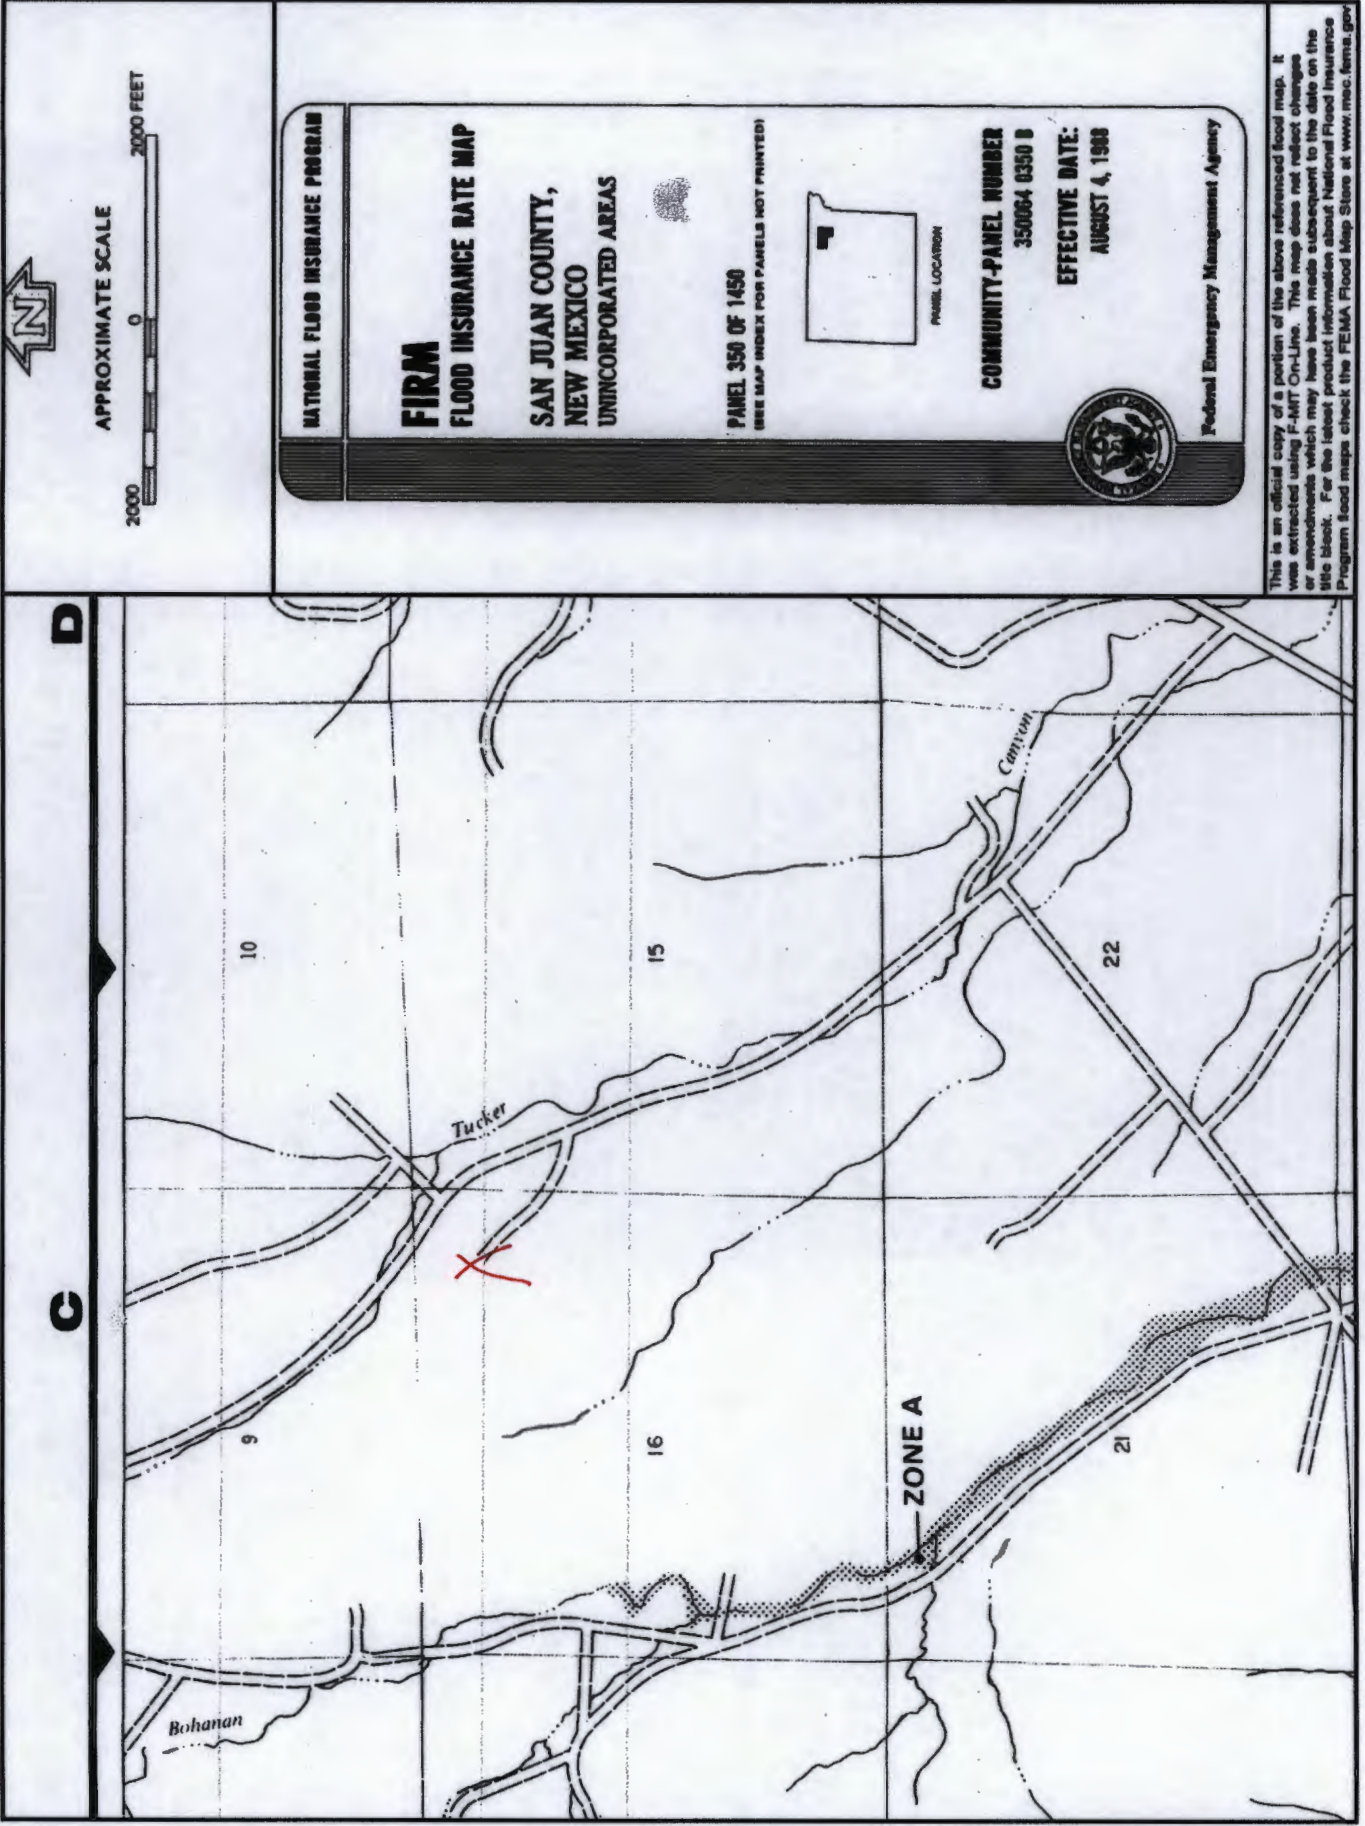 N
APPROXIMATE SCALE
2000 0 2000 FEET
NATIONAL FLOOD INSURANCE PROGRAM
FIRM
FLOOD INSURANCE RATE MAP
SAN JUAN COUNTY,
NEW MEXICO
UNINCORPORATED AREAS
PANEL 350 OF 1450
(SEE MAP INDEX FOR PANELS NOT PRINTED)
PANEL LOCATION
COMMUNITY-PANEL NUMBER
350064 0350 B
EFFECTIVE DATE:
AUGUST 4, 1988
Federal Emergency Management Agency
This is an official copy of a portion of the above referenced flood map. It
was extracted using F-MIT On-Line. This map does not reflect changes
or amendments which may have been made subsequent to the date on the
title block. For the latest product information about National Flood Insurance
Program flood maps check the FEMA Flood Map Store at www.msc.fema.gov
C
D
10
9
Tucker
Bohanan
15
16
Canyon
ZONE A
22
21